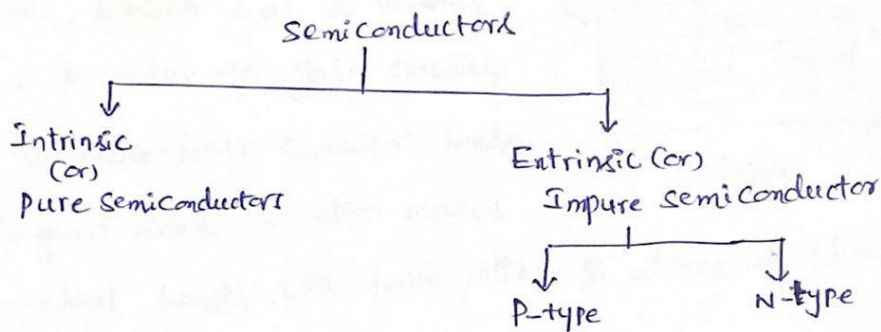 Semiconductors
Intrinsic
(or)
Pure Semiconductors
Extrinsic (or)
Impure semiconductor
P-type
N-type